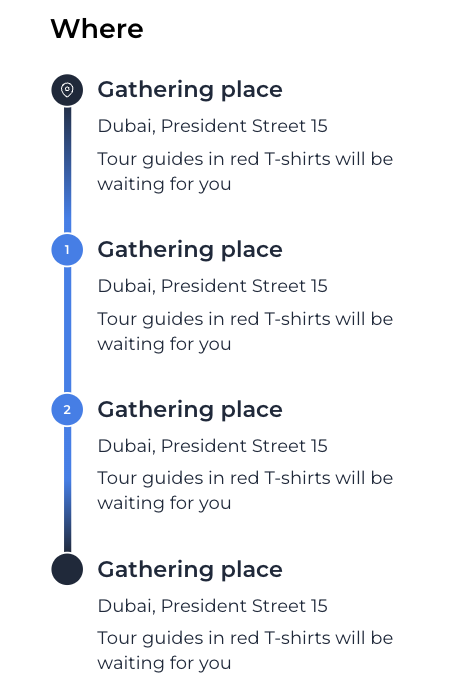 Where
Gathering place
Dubai, President Street 15
Tour guides in red T-shirts will be
waiting for you
1
Gathering place
Dubai, President Street 15
Tour guides in red T-shirts will be
waiting for you
2
Gathering place
Dubai, President Street 15
Tour guides in red T-shirts will be
waiting for you
Gathering place
Dubai, President Street 15
Tour guides in red T-shirts will be
waiting for you